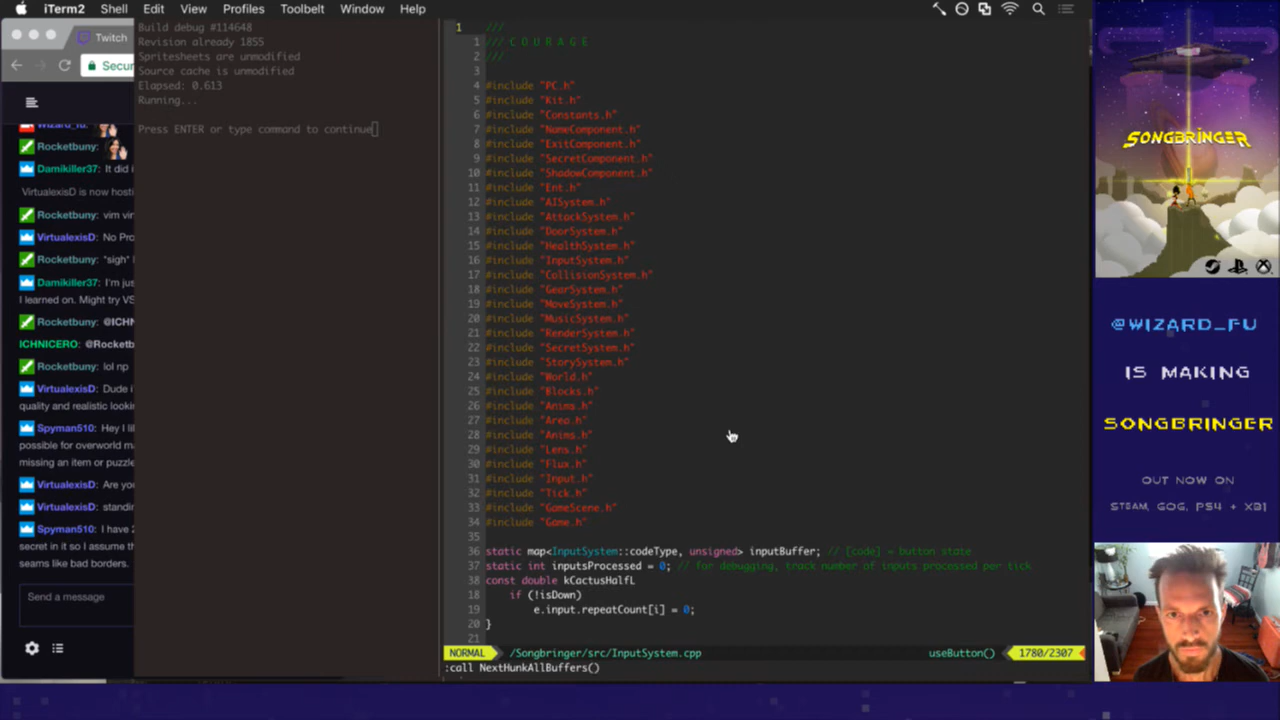 iTerm2 Shell Edit View Profiles Toolbelt Window Help
Twitch
Secur
Rocketbuny:
Damikiller37: It did i
VirtualexisD is now hosti
Rocketbuny: vim vir
VirtualexisD: No Pro
Rocketbuny: *sigh*
Damikiller37: I'm jus
I learned on. Might try VS
Rocketbuny: @ICHN
ICHNICERO: @Rocketb
Rocketbuny: lol np
VirtualexisD: Dude i
quality and realistic lookin
Spyman510: Hey I li
possible for overworld ma
missing an item or puzzle
VirtualexisD: Are you
VirtualexisD: standin
Spyman510: I have 2
secret in it so I assume th
seams like bad borders.
Send a message
Build debug #114648
Revision already 1855
Spritesheets are unmodified
Source cache is unmodified
Elapsed: 0.613
Running...
Press ENTER or type command to continue
1 ///
1 /// C O U R A G E
2 ///
3
4 #include "PC.h"
5 #include "Kit.h"
6 #include "Constants.h"
7 #include "NameComponent.h"
8 #include "ExitComponent.h"
9 #include "SecretComponent.h"
10 #include "ShadowComponent.h"
11 #include "Ent.h"
12 #include "AISystem.h"
13 #include "AttackSystem.h"
14 #include "DoorSystem.h"
15 #include "HealthSystem.h"
16 #include "InputSystem.h"
17 #include "CollisionSystem.h"
18 #include "GearSystem.h"
19 #include "MoveSystem.h"
20 #include "MusicSystem.h"
21 #include "RenderSystem.h"
22 #include "SecretSystem.h"
23 #include "StorySystem.h"
24 #include "World.h"
25 #include "Blocks.h"
26 #include "Anims.h"
27 #include "Area.h"
28 #include "Anims.h"
29 #include "Lens.h"
30 #include "Flux.h"
31 #include "Input.h"
32 #include "Tick.h"
33 #include "GameScene.h"
34 #include "Game.h"
35
36 static map<InputSystem::codeType, unsigned> inputBuffer; // [code] = button state
37 static int inputsProcessed = 0; // for debugging, track number of inputs processed per tick
38 const double kCactusHalfL
18 if (!isDown)
19 e.input.repeatCount[i] = 0;
20 }
21
NORMAL /Songbringer/src/InputSystem.cpp useButton() 1780/2307
:call NextHunkAllBuffers()
SONGBRINGER
@WIZARD_FU
IS MAKING
SONGBRINGER
OUT NOW ON
STEAM, GOG, PS4 + XB1